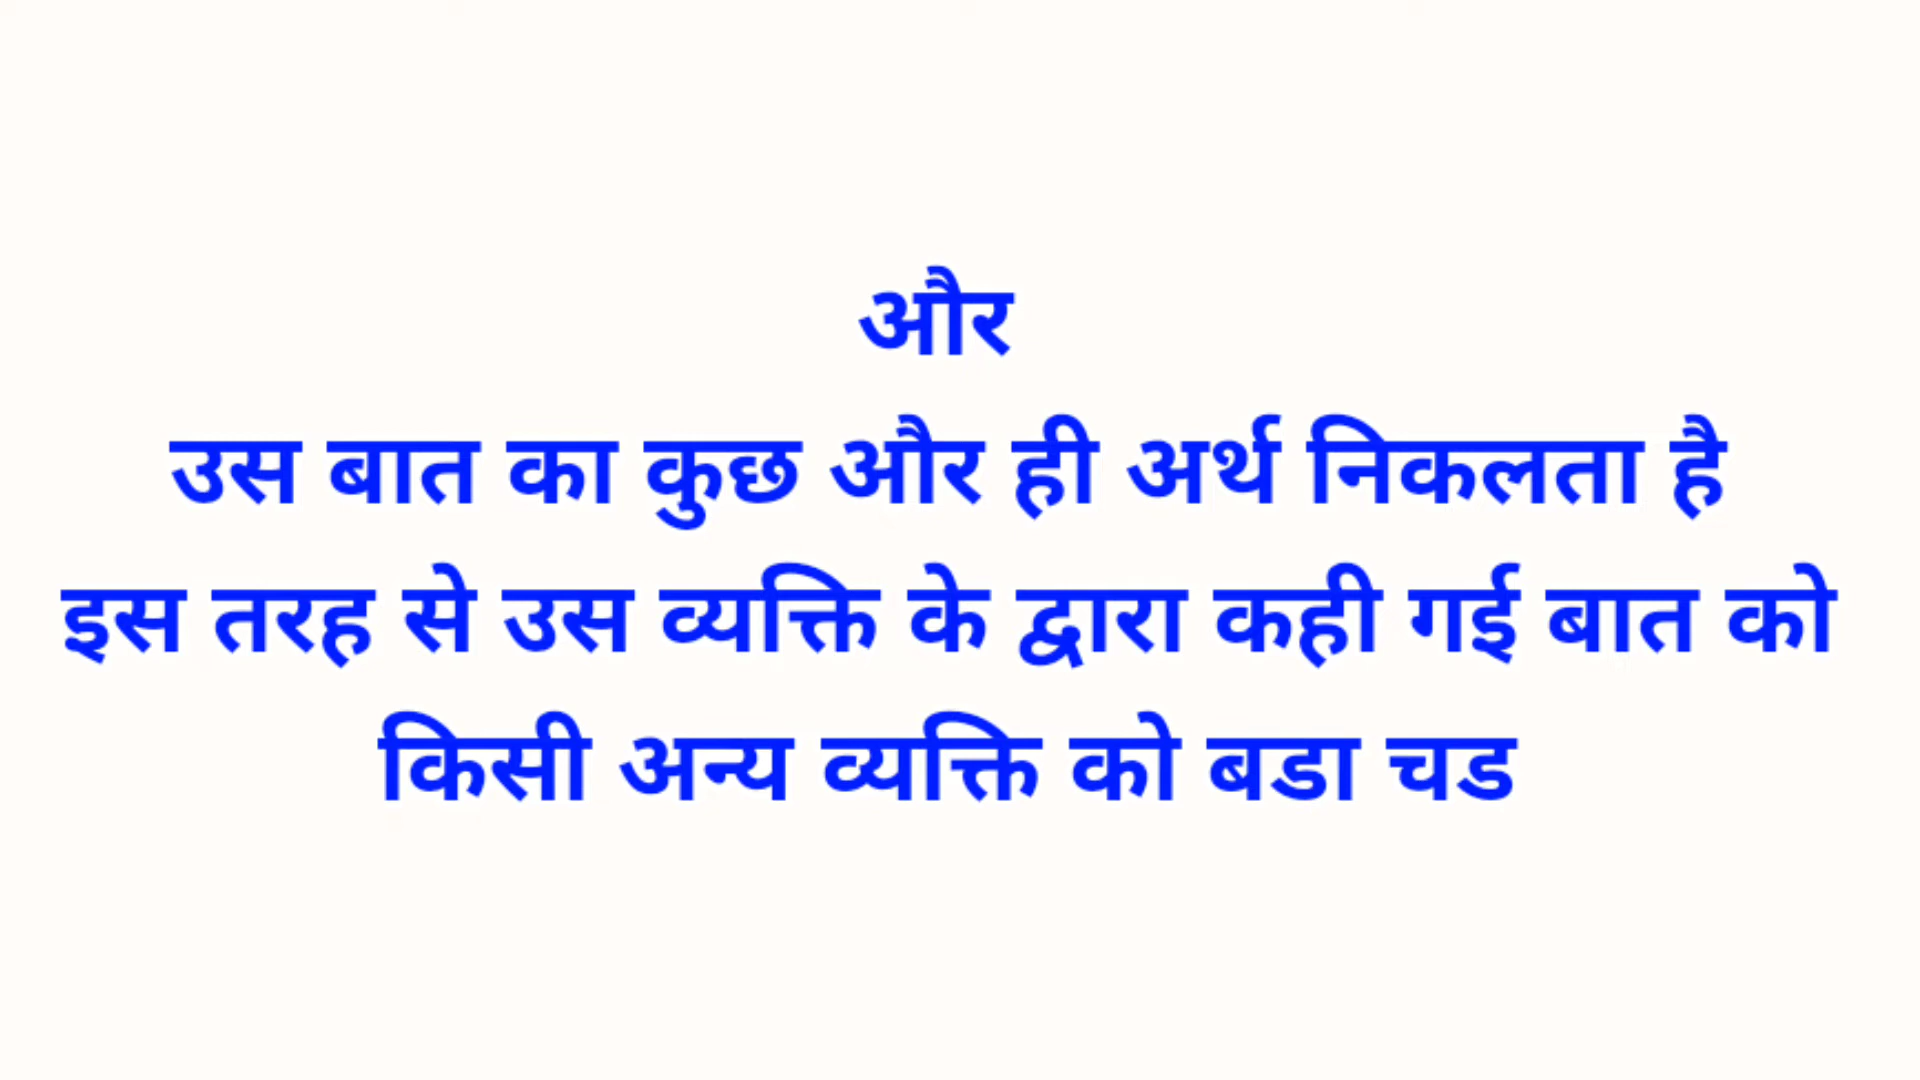 और
उस बात का कुछ और ही अर्थ निकलता है
इस तरह से उस व्यक्ति के द्वारा कही गई बात को
किसी अन्य व्यक्ति को बडा चड